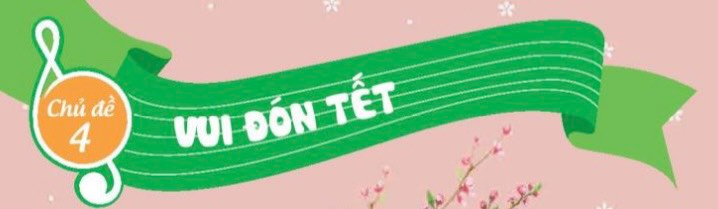 Chủ đề
4
VUI ĐÓN TẾT